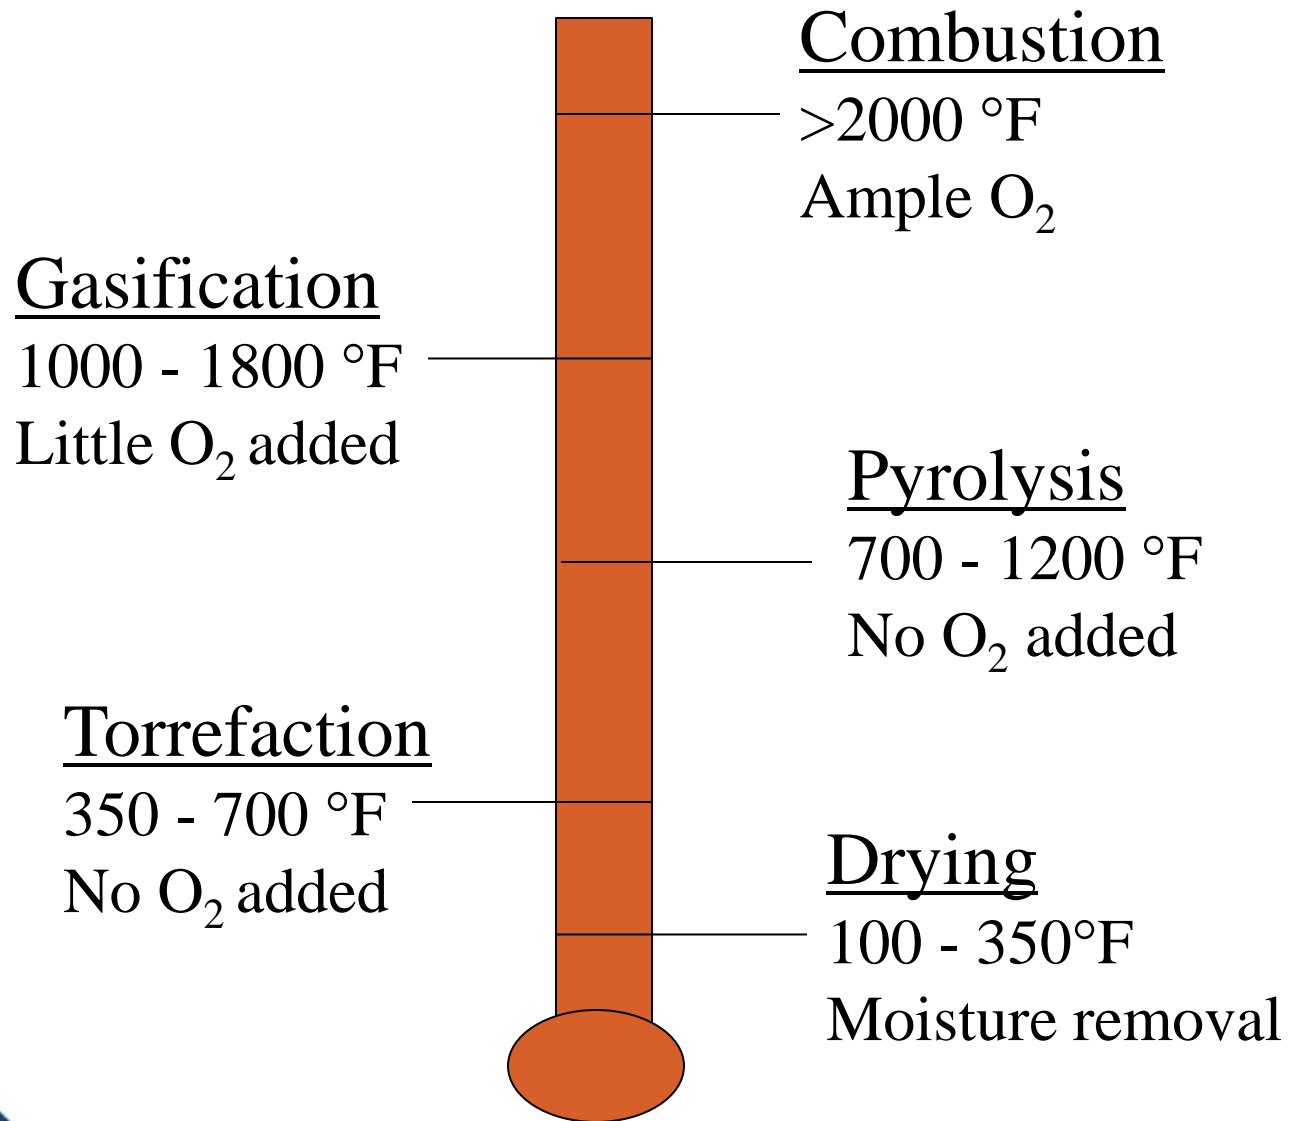 Combustion
>2000 °F
Ample O₂
Gasification
1000 - 1800 °F
Little O₂ added
Pyrolysis
700 - 1200 °F
No O₂ added
Torrefaction
350 - 700 °F
No O₂ added
Drying
100 - 350°F
Moisture removal